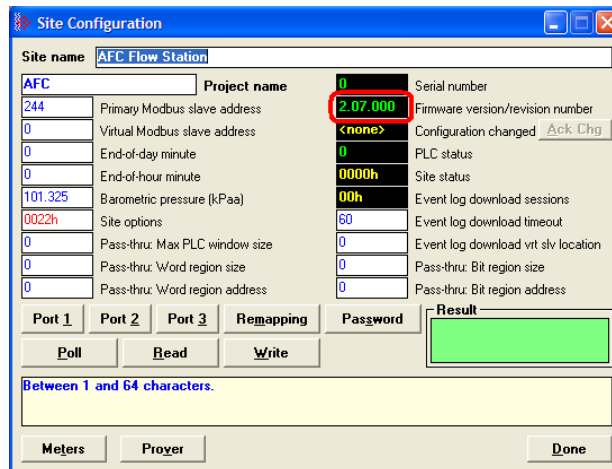 Site Configuration
Site name AFC Flow Station
AFC Project name 0 Serial number
244 Primary Modbus slave address 2.07.000 Firmware version/revision number
0 Virtual Modbus slave address <none> Configuration changed Ack Chg
0 End-of-day minute 0 PLC status
0 End-of-hour minute 0000h Site status
101.325 Barometric pressure (kPaa) 00h Event log download sessions
0022h Site options 60 Event log download timeout
0 Pass-thru: Max PLC window size 0 Event log download vrt slv location
0 Pass-thru: Word region size 0 Pass-thru: Bit region size
0 Pass-thru: Word region address 0 Pass-thru: Bit region address
Port 1 Port 2 Port 3 Remapping Password Result
Poll Read Write
Between 1 and 64 characters.
Meters Prover Done